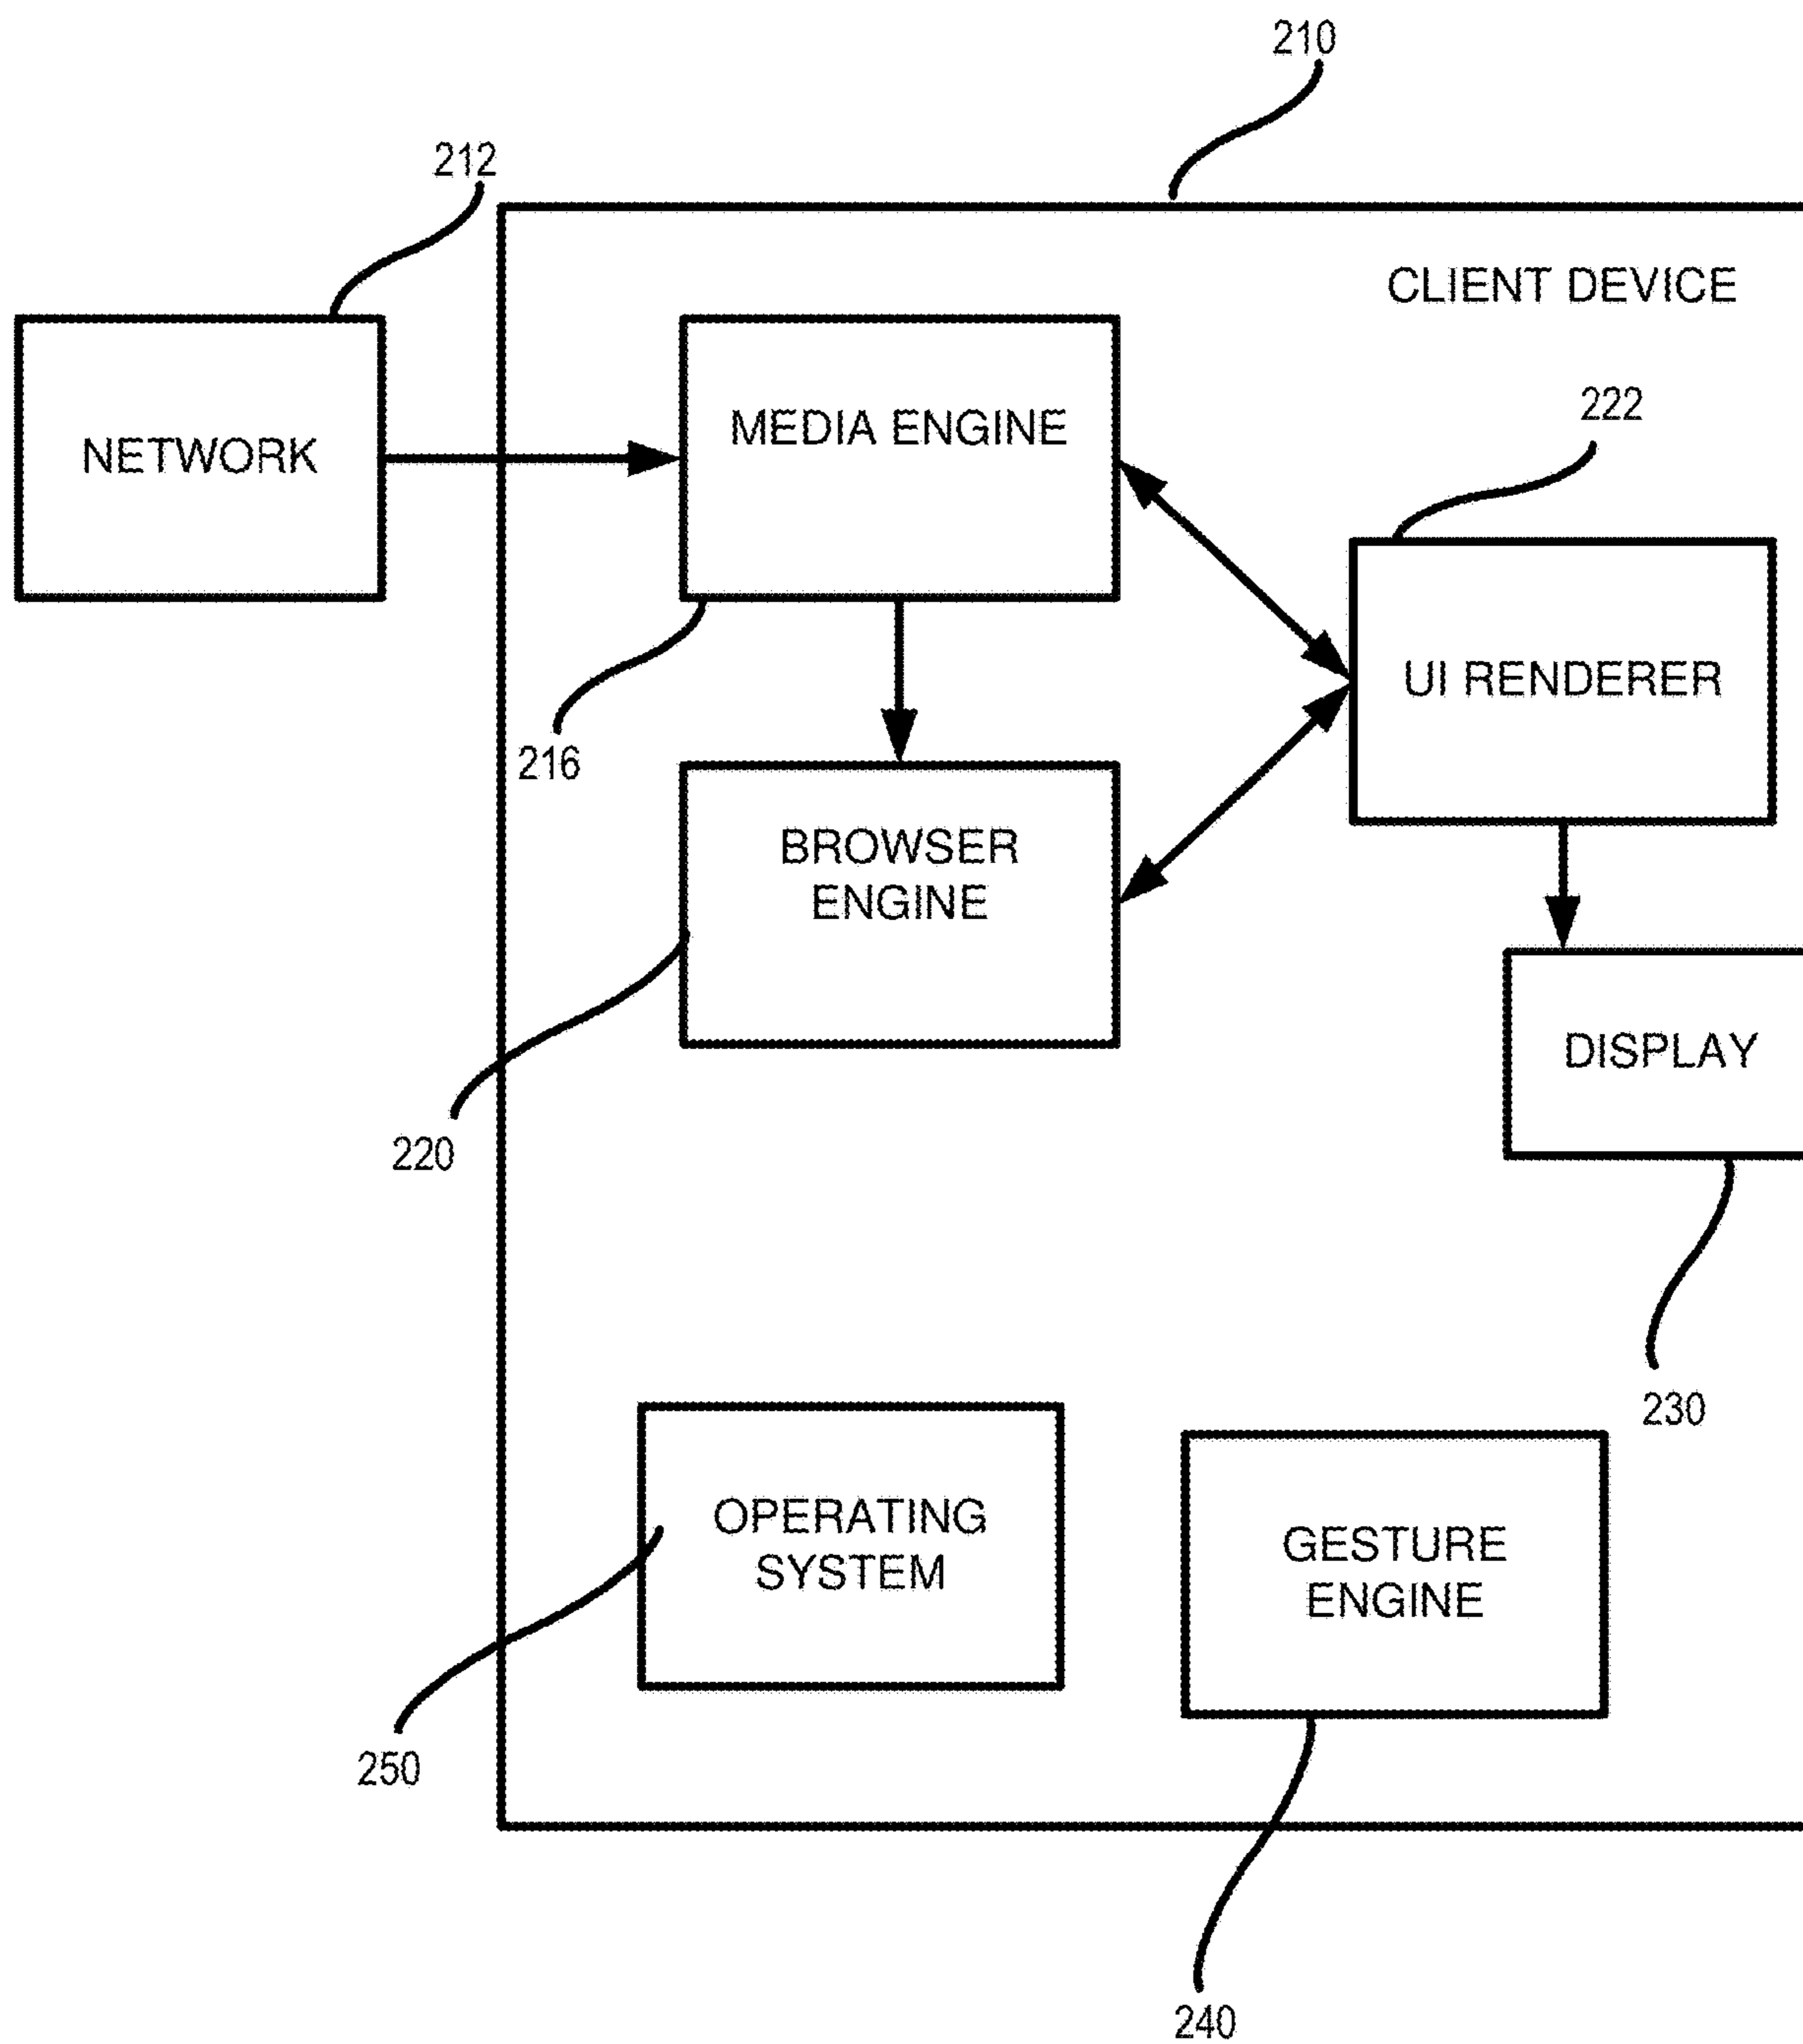 210
212
CLIENT DEVICE
NETWORK
MEDIA ENGINE
222
UI RENDERER
216
BROWSER
ENGINE
DISPLAY
220
230
OPERATING
SYSTEM
GESTURE
ENGINE
250
240